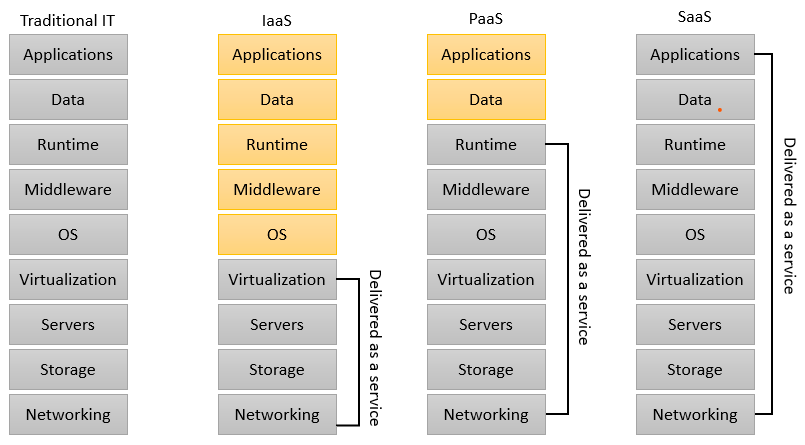 Traditional IT
Applications
Data
Runtime
Middleware
OS
Virtualization
Servers
Storage
Networking
IaaS
Applications
Data
Runtime
Middleware
OS
Virtualization
Servers
Storage
Networking
Delivered as a service
PaaS
Applications
Data
Runtime
Middleware
OS
Virtualization
Servers
Storage
Networking
Delivered as a service
SaaS
Applications
Data
Runtime
Middleware
OS
Virtualization
Servers
Storage
Networking
Delivered as a service